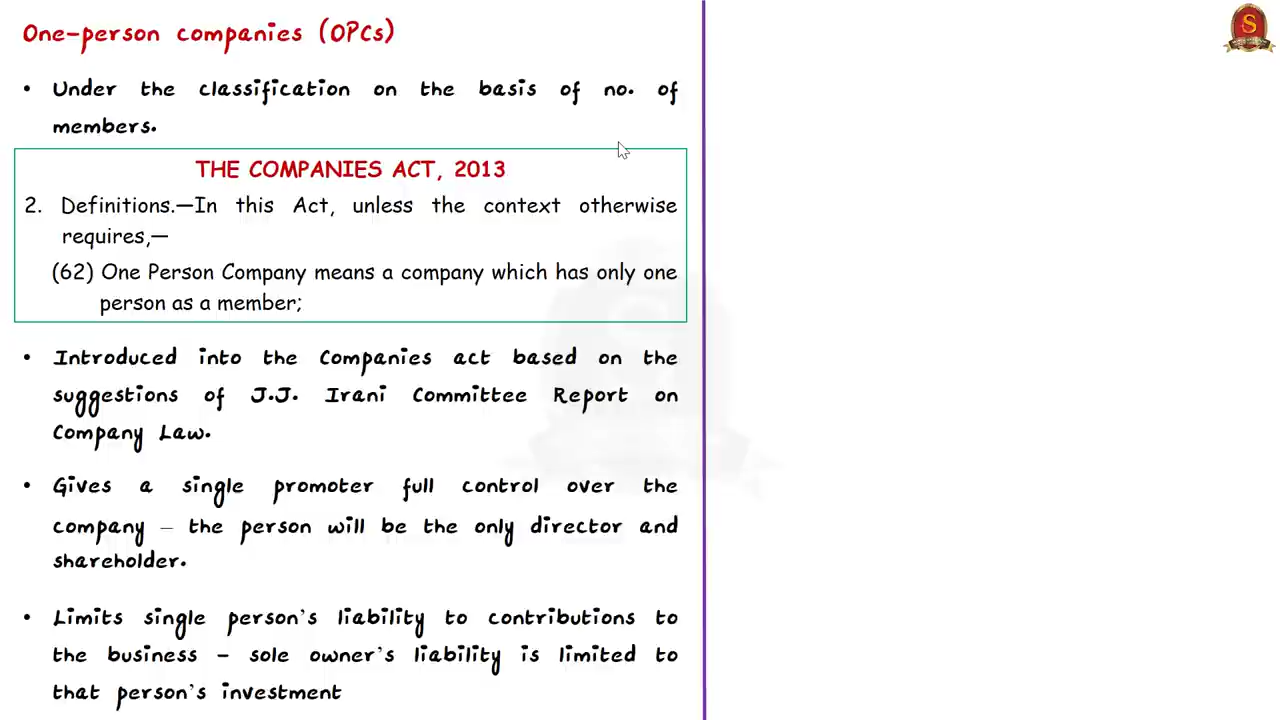 One-person companies (OPCs)
• Under the classification on the basis of no. of
members.
THE COMPANIES ACT, 2013
2. Definitions.—In this Act, unless the context otherwise
requires,—
(62) One Person Company means a company which has only one
person as a member;
• Introduced into the Companies act based on the
suggestions of J.J. Irani Committee Report on
Company Law.
• Gives a single promoter full control over the
company – the person will be the only director and
shareholder.
• Limits single person's liability to contributions to
the business – sole owner's liability is limited to
that person's investment
S